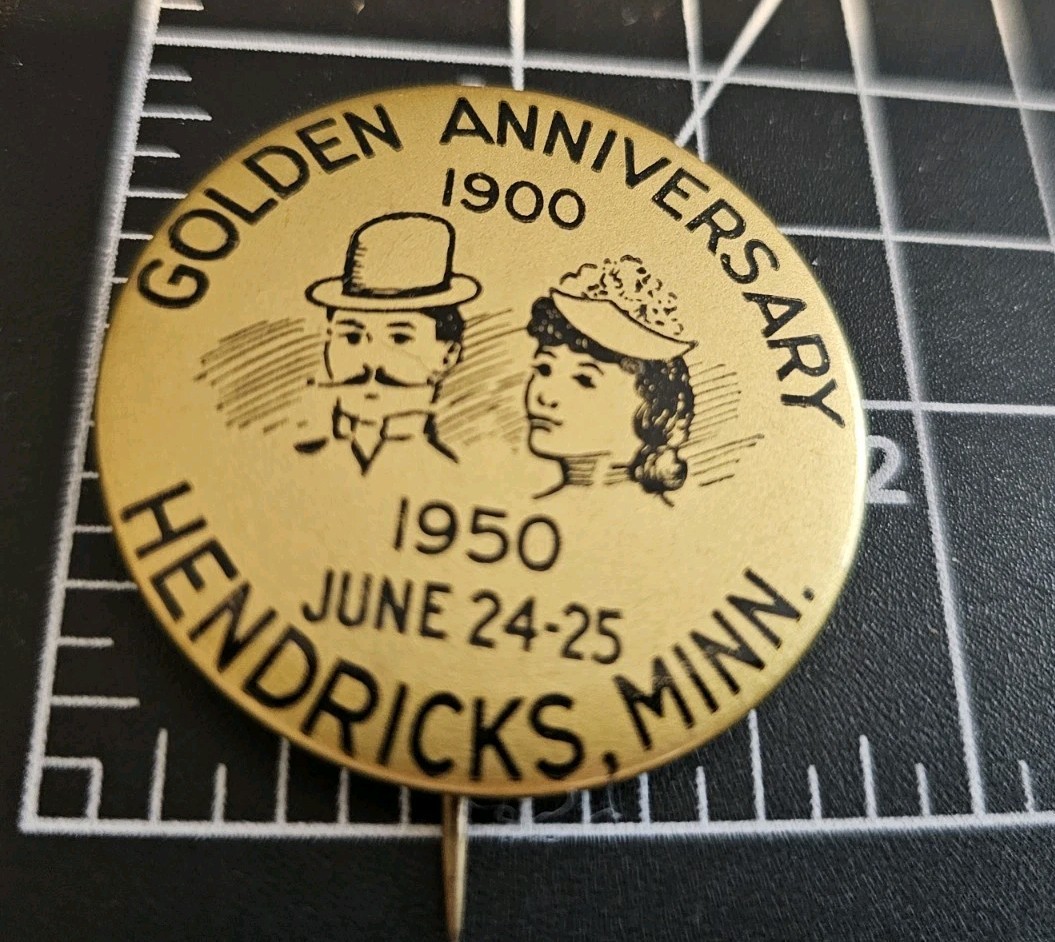 GOLDEN ANNIVERSARY
1900
1950
JUNE 24-25
HENDRICKS, MINN.
2